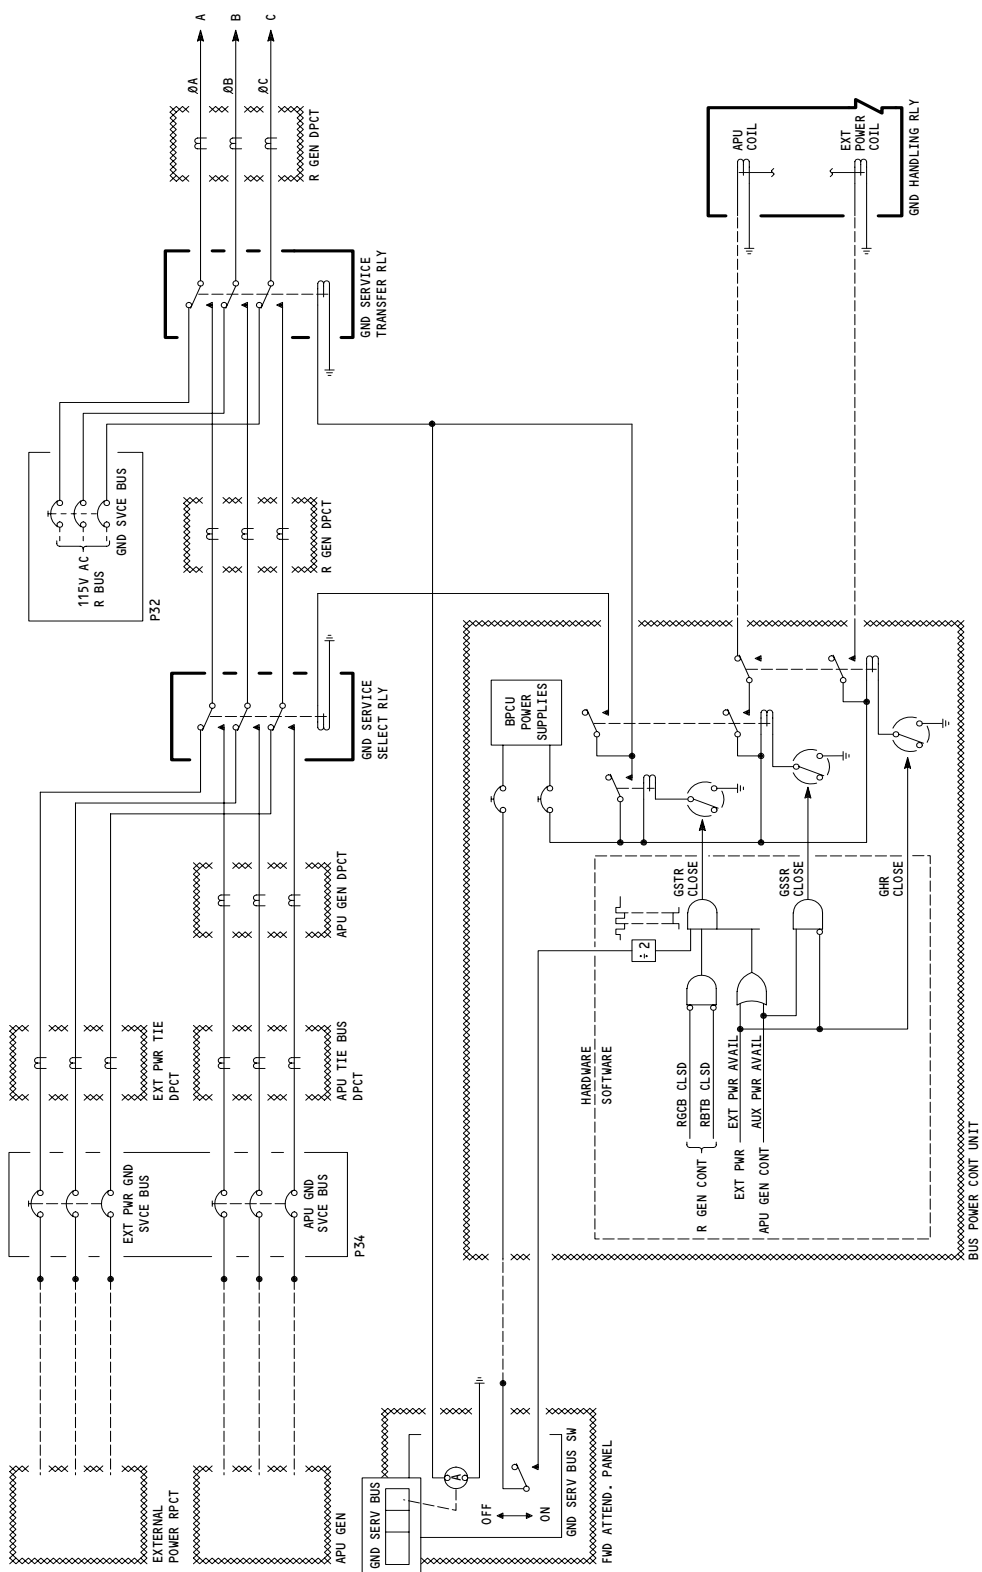 EXTERNAL
POWER RPCT
APU GEN
EXT PWR GND
SVCE BUS
APU GND
SVCE BUS
P34
EXT PWR TIE
DPCT
APU TIE BUS
DPCT
APU GEN DPCT
GND SERVICE
SELECT RLY
R GEN DPCT
115V AC
R BUS
GND SVCE BUS
P32
GND SERVICE
TRANSFER RLY
R GEN DPCT
ØA
ØB
ØC
A
B
C
GND SERV BUS
A
OFF
ON
GND SERV BUS SW
FWD ATTEND. PANEL
BPCU
POWER
SUPPLIES
HARDWARE
SOFTWARE
÷2
R GEN CONT
RGCB CLSD
RBTB CLSD
EXT PWR
EXT PWR AVAIL
APU GEN CONT
AUX PWR AVAIL
GSTR
CLOSE
GSSR
CLOSE
GHR
CLOSE
BUS POWER CONT UNIT
APU
COIL
EXT
POWER
COIL
GND HANDLING RLY